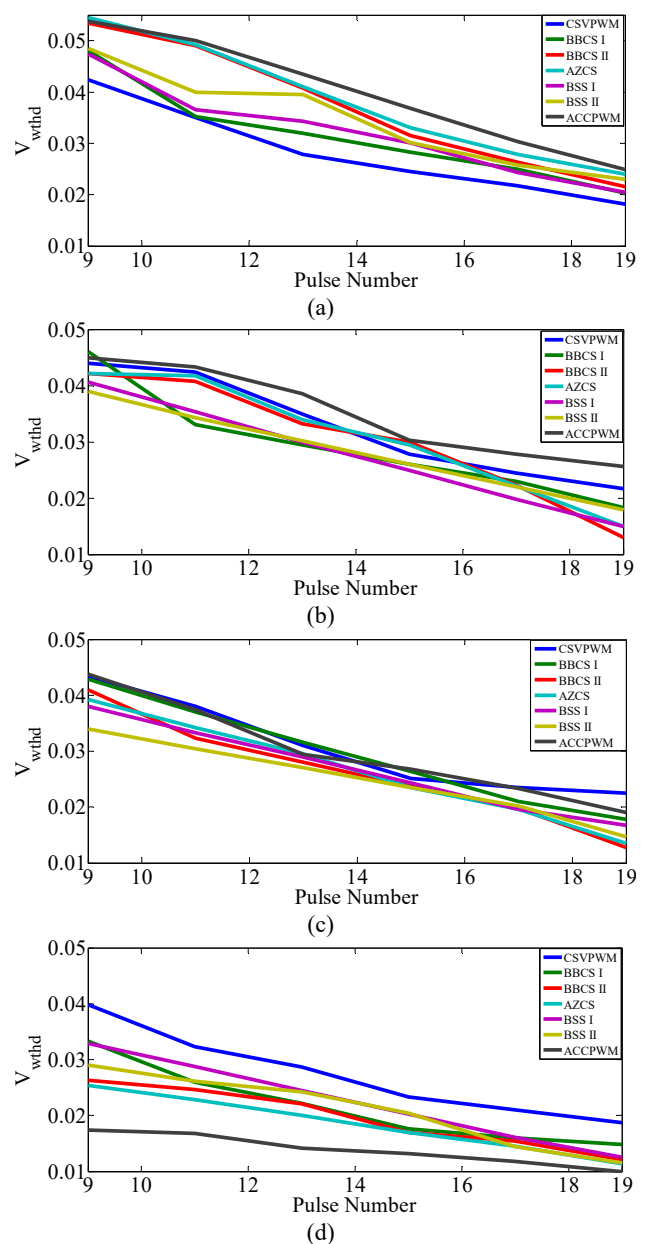 0.05
0.04
0.03
0.02
0.01
V_wthd
9
10
12
14
16
18
19
Pulse Number
CSVPWM
BBCS I
BBCS II
AZCS
BSS I
BSS II
ACCPWM
(a)
0.05
0.04
0.03
0.02
0.01
V_wthd
9
10
12
14
16
18
19
Pulse Number
CSVPWM
BBCS I
BBCS II
AZCS
BSS I
BSS II
ACCPWM
(b)
0.05
0.04
0.03
0.02
0.01
V_wthd
9
10
12
14
16
18
19
Pulse Number
CSVPWM
BBCS I
BBCS II
AZCS
BSS I
BSS II
ACCPWM
(c)
0.05
0.04
0.03
0.02
0.01
V_wthd
9
10
12
14
16
18
19
Pulse Number
CSVPWM
BBCS I
BBCS II
AZCS
BSS I
BSS II
ACCPWM
(d)